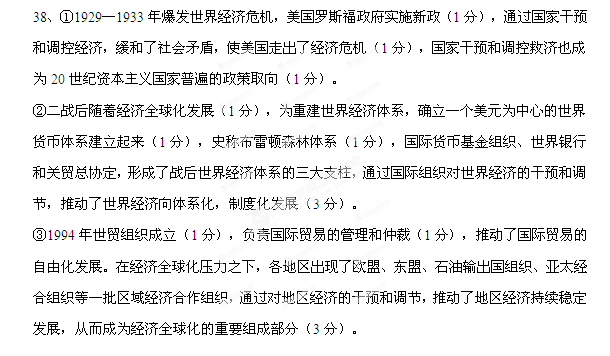 38、①1929—1933 年爆发世界经济危机，美国罗斯福政府实施新政（1 分），通过国家干预
和调控经济，缓和了社会矛盾，使美国走出了经济危机（1 分），国家干预和调控救济也成
为 20 世纪资本主义国家普遍的政策取向（1 分）。
②二战后随着经济全球化发展（1 分），为重建世界经济体系，确立一个美元为中心的世界
货币体系建立起来（1 分），史称布雷顿森林体系（1 分），国际货币基金组织、世界银行
和关贸总协定，形成了战后世界经济体系的三大支柱，通过国际组织对世界经济的干预和调
节，推动了世界经济向体系化，制度化发展（3 分）。
③1994 年世贸组织成立（1 分），负责国际贸易的管理和仲裁（1 分），推动了国际贸易的
自由化发展。在经济全球化压力之下，各地区出现了欧盟、东盟、石油输出国组织、亚太经
合组织等一批区域经济合作组织，通过对地区经济的干预和调节，推动了地区经济持续稳定
发展，从而成为经济全球化的重要组成部分（3 分）。